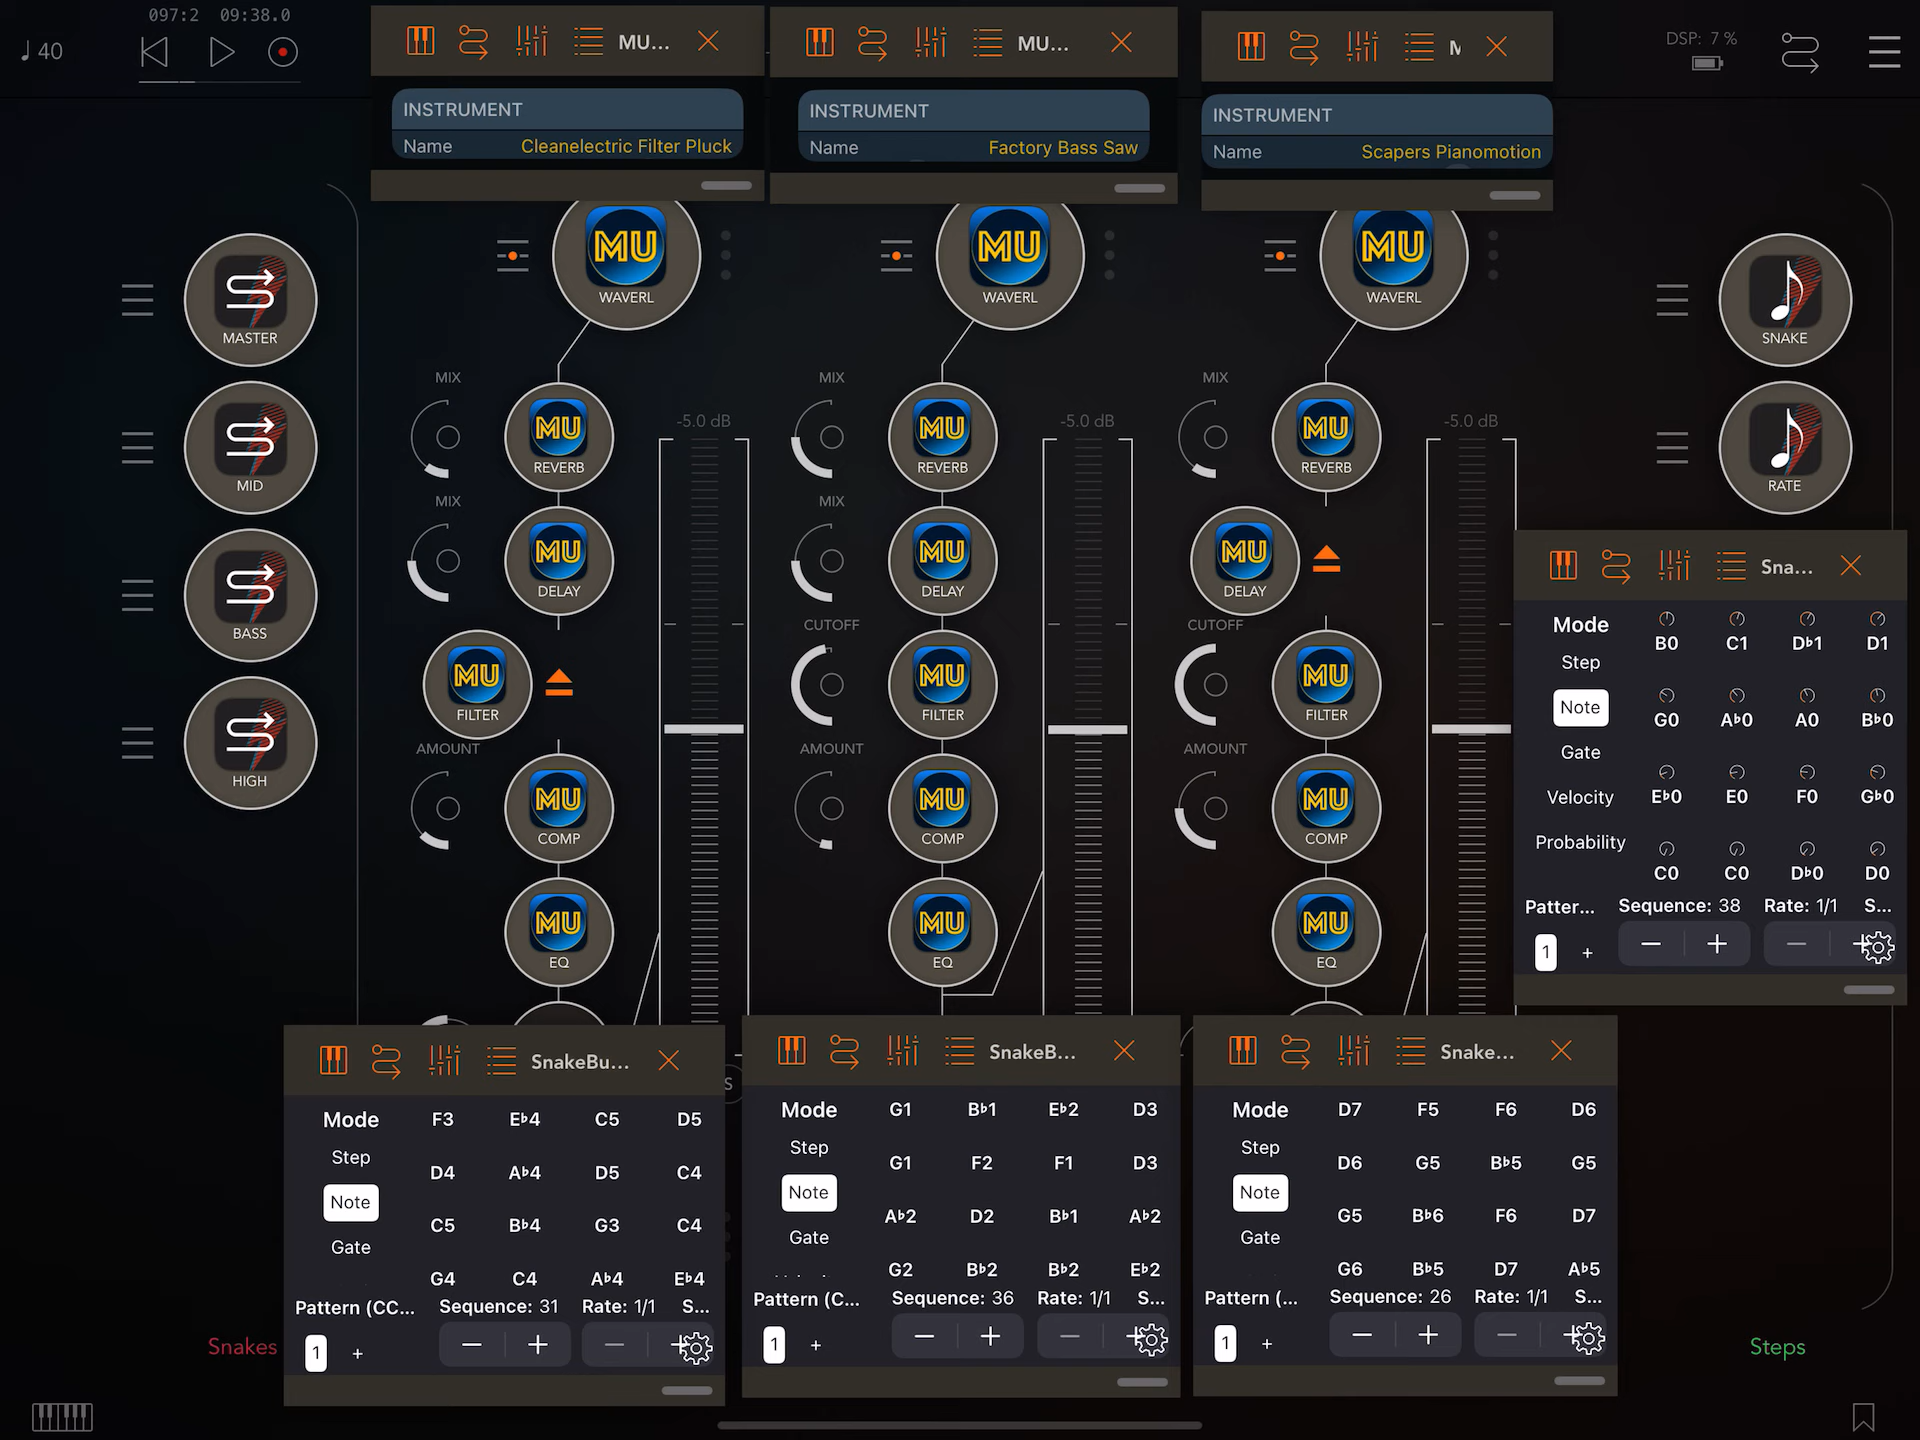 097:2 09:38.0
40
MU...
MU...
M
DSP: 7 %
INSTRUMENT
Name Cleanelectric Filter Pluck
INSTRUMENT
Name Factory Bass Saw
INSTRUMENT
Name Scapers Pianomotion
MASTER
MID
BASS
HIGH
MU
WAVERL
MIX
MU
REVERB
MIX
MU
DELAY
MU
FILTER
AMOUNT
MU
COMP
MU
EQ
-5.0 dB
MU
WAVERL
MIX
MU
REVERB
MIX
MU
DELAY
CUTOFF
MU
FILTER
AMOUNT
MU
COMP
MU
EQ
-5.0 dB
MU
WAVERL
MIX
MU
REVERB
MU
DELAY
CUTOFF
MU
FILTER
AMOUNT
MU
COMP
MU
EQ
-5.0 dB
SNAKE
RATE
Sna...
Mode
Step
Note
Gate
Velocity
Probability
B0 C1 D♭1 D1
G0 A♭0 A0 B♭0
E♭0 E0 F0 G♭0
C0 C0 D♭0 D0
Patter... Sequence: 38 Rate: 1/1 S...
1 + − + − +
SnakeBu...
Mode
Step
Note
Gate
F3 E♭4 C5 D5
D4 A♭4 D5 C4
C5 B♭4 G3 C4
G4 C4 A♭4 E♭4
Pattern (CC... Sequence: 31 Rate: 1/1 S...
1 + − + − +
S
SnakeB...
Mode
Step
Note
Gate
G1 B♭1 E♭2 D3
G1 F2 F1 D3
A♭2 D2 B♭1 A♭2
G2 B♭2 B♭2 E♭2
Pattern (C... Sequence: 36 Rate: 1/1 S...
1 + − + − +
Snake...
Mode
Step
Note
Gate
D7 F5 F6 D6
D6 G5 B♭5 G5
G5 B♭6 F6 D7
G6 B♭5 D7 A♭5
Pattern (... Sequence: 26 Rate: 1/1 S...
1 + − + − +
Snakes
Steps